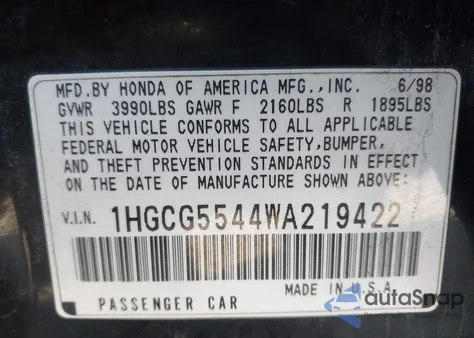 MFD.BY HONDA OF AMERICA MFG.,INC. 6/98
GVWR 3990LBS GAWR F 2160LBS R 1895LBS
THIS VEHICLE CONFORMS TO ALL APPLICABLE
FEDERAL MOTOR VEHICLE SAFETY,BUMPER,
AND THEFT PREVENTION STANDARDS IN EFFECT
ON THE DATE OF MANUFACTURE SHOWN ABOVE:
V.I.N. 1HGCG5544WA219422
PASSENGER CAR MADE IN U.S.A
autoSnap